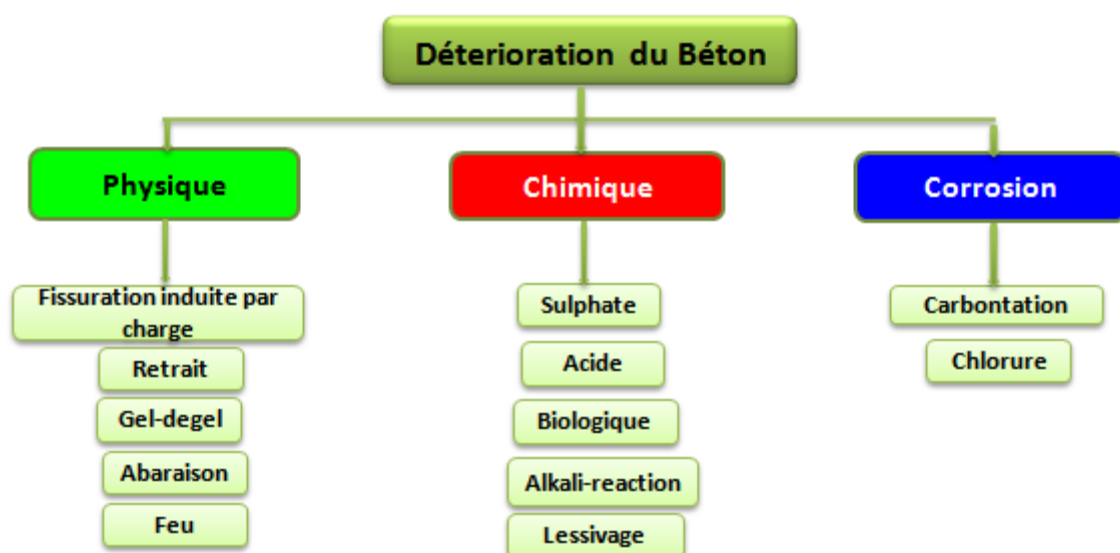 Déterioration du Béton
Physique
Chimique
Corrosion
Fissuration induite par
charge
Retrait
Gel-degel
Abaraison
Feu
Sulphate
Acide
Biologique
Alkali-reaction
Lessivage
Carbontation
Chlorure